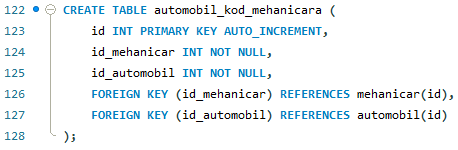 122 CREATE TABLE automobil_kod_mehanicara (
123 id INT PRIMARY KEY AUTO_INCREMENT,
124 id_mehanicar INT NOT NULL,
125 id_automobil INT NOT NULL,
126 FOREIGN KEY (id_mehanicar) REFERENCES mehanicar(id),
127 FOREIGN KEY (id_automobil) REFERENCES automobil(id)
128 );